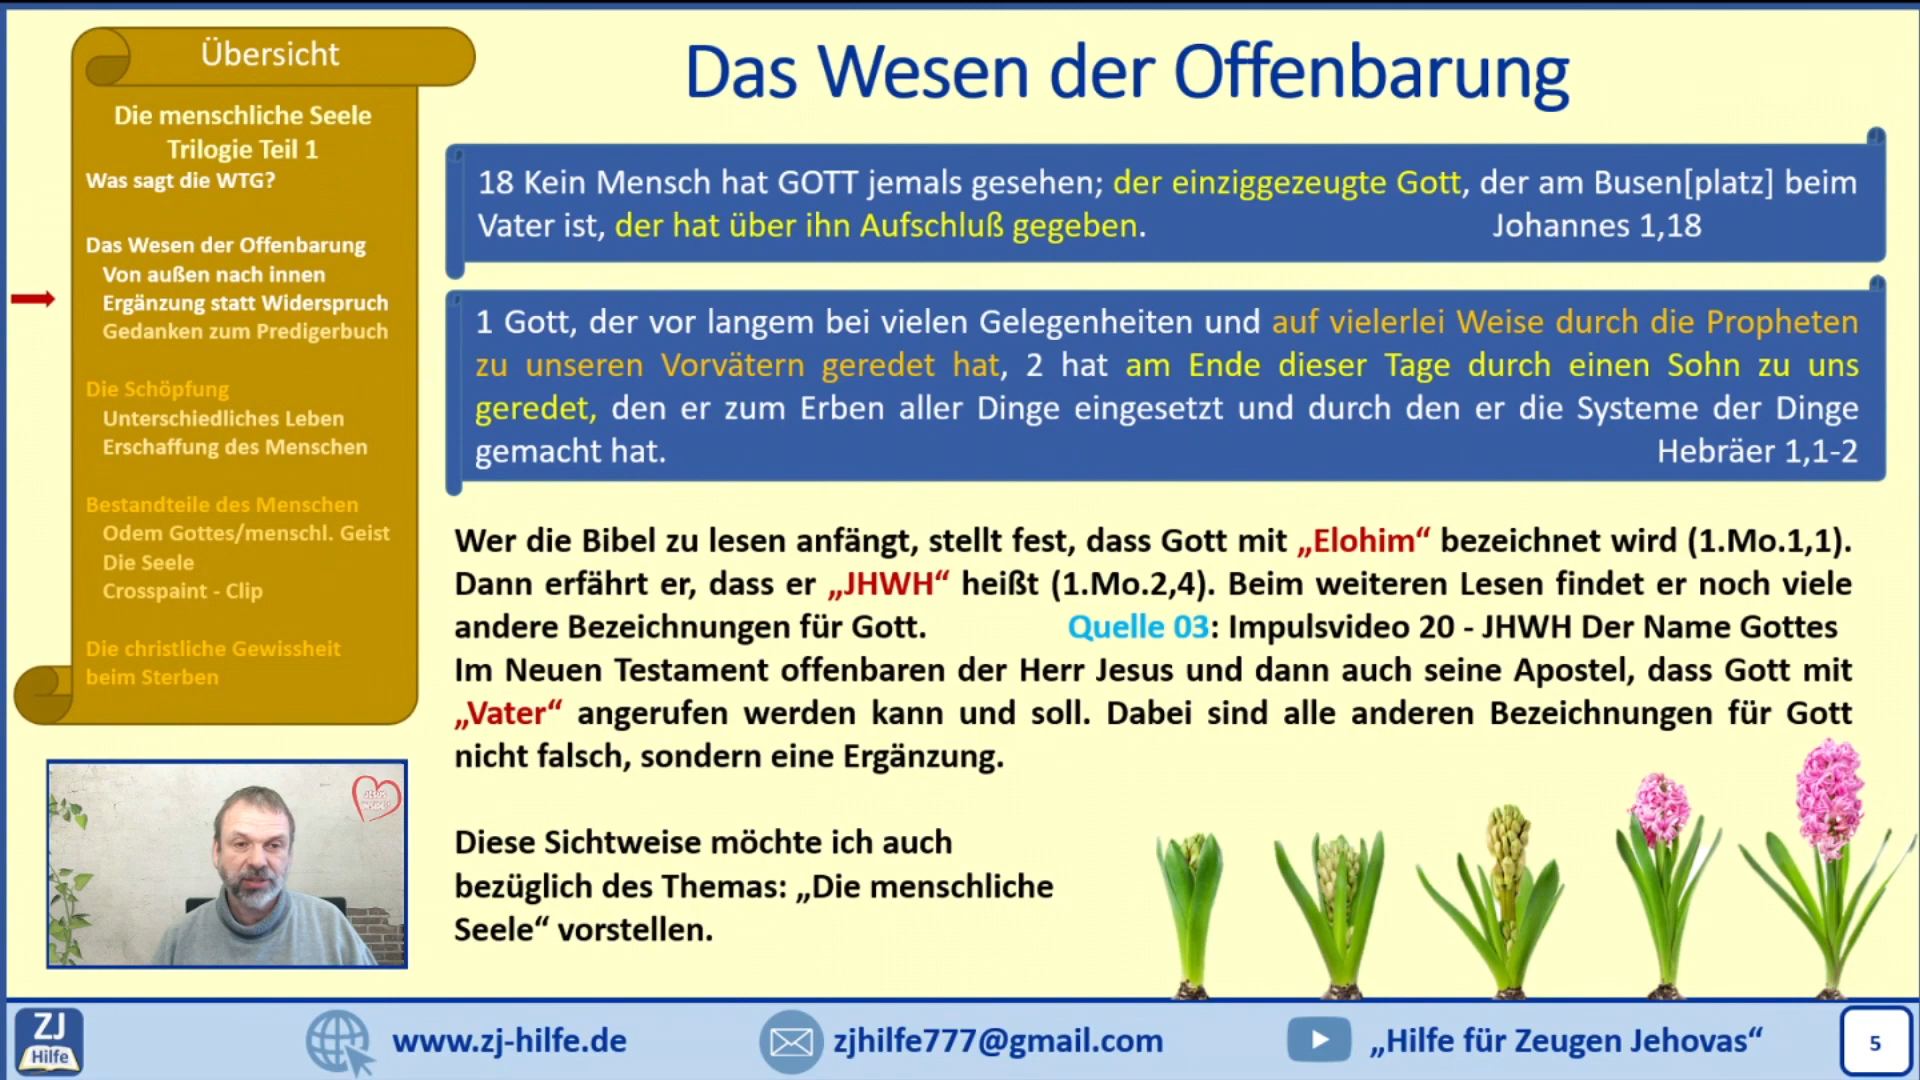 Übersicht
Die menschliche Seele
Trilogie Teil 1
Was sagt die WTG?
Das Wesen der Offenbarung
Von außen nach innen
Ergänzung statt Widerspruch
Gedanken zum Predigerbuch
Die Schöpfung
Unterschiedliches Leben
Erschaffung des Menschen
Bestandteile des Menschen
Odem Gottes/menschl. Geist
Die Seele
Crosspaint - Clip
Die christliche Gewissheit
beim Sterben
Das Wesen der Offenbarung
18 Kein Mensch hat GOTT jemals gesehen; der einziggezeugte Gott, der am Busen[platz] beim
Vater ist, der hat über ihn Aufschluß gegeben. Johannes 1,18
1 Gott, der vor langem bei vielen Gelegenheiten und auf vielerlei Weise durch die Propheten
zu unseren Vorvätern geredet hat, 2 hat am Ende dieser Tage durch einen Sohn zu uns
geredet, den er zum Erben aller Dinge eingesetzt und durch den er die Systeme der Dinge
gemacht hat. Hebräer 1,1-2
Wer die Bibel zu lesen anfängt, stellt fest, dass Gott mit „Elohim“ bezeichnet wird (1.Mo.1,1).
Dann erfährt er, dass er „JHWH“ heißt (1.Mo.2,4). Beim weiteren Lesen findet er noch viele
andere Bezeichnungen für Gott. Quelle 03: Impulsvideo 20 - JHWH Der Name Gottes
Im Neuen Testament offenbaren der Herr Jesus und dann auch seine Apostel, dass Gott mit
„Vater“ angerufen werden kann und soll. Dabei sind alle anderen Bezeichnungen für Gott
nicht falsch, sondern eine Ergänzung.
Diese Sichtweise möchte ich auch
bezüglich des Themas: „Die menschliche
Seele“ vorstellen.
JESUS
ZJ
Hilfe
www.zj-hilfe.de
zjhilfe777@gmail.com
„Hilfe für Zeugen Jehovas“
5